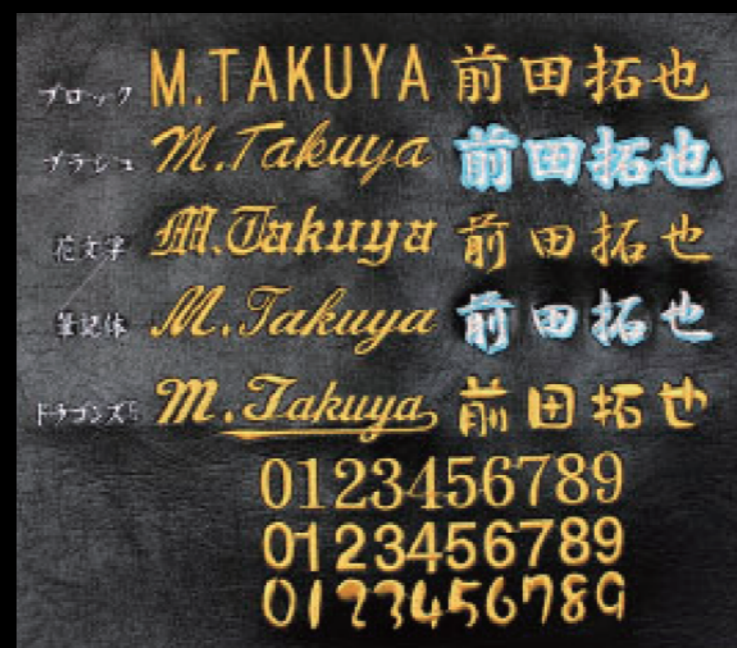 ブロック M.TAKUYA 前田拓也
ブラシュ M.Takuya 前田拓也
花文字 M.Takuya 前田拓也
筆記体 M.Takuya 前田拓也
ドラゴンズ M.Takuya 前田拓也
0123456789
0123456789
0123456789